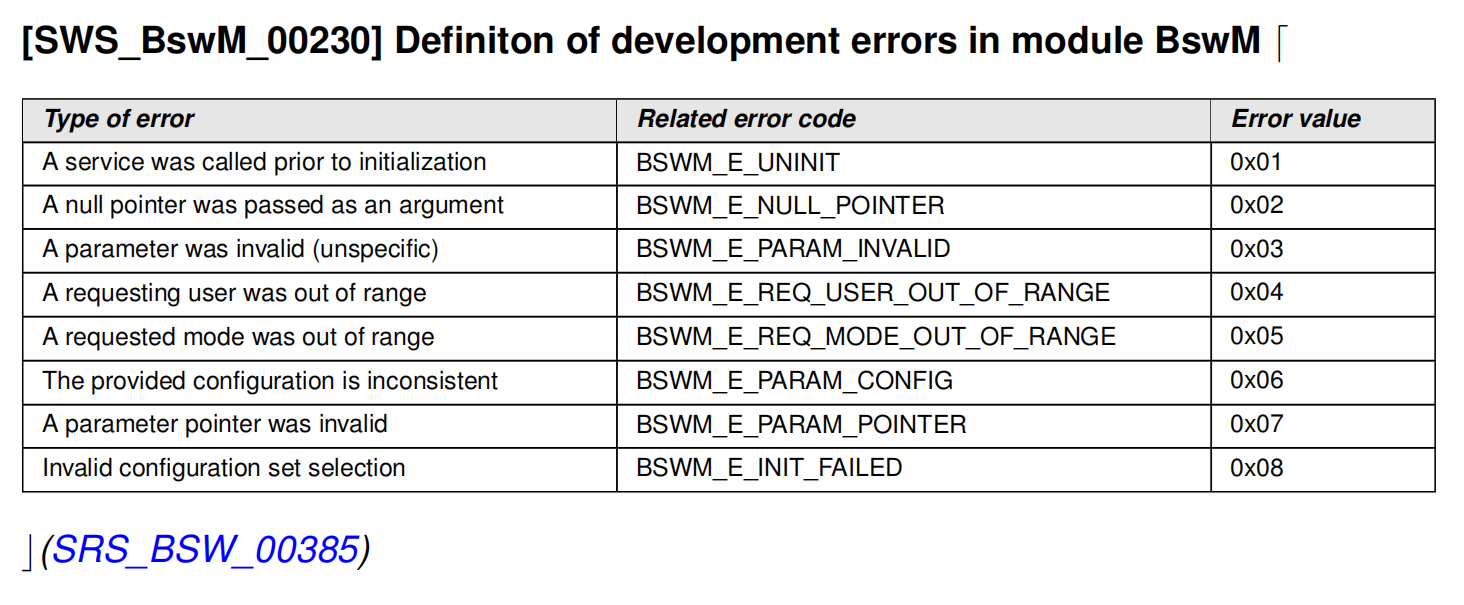 [SWS_BswM_00230] Definiton of development errors in module BswM ⌈
Type of error Related error code Error value
A service was called prior to initialization BSWM_E_UNINIT 0x01
A null pointer was passed as an argument BSWM_E_NULL_POINTER 0x02
A parameter was invalid (unspecific) BSWM_E_PARAM_INVALID 0x03
A requesting user was out of range BSWM_E_REQ_USER_OUT_OF_RANGE 0x04
A requested mode was out of range BSWM_E_REQ_MODE_OUT_OF_RANGE 0x05
The provided configuration is inconsistent BSWM_E_PARAM_CONFIG 0x06
A parameter pointer was invalid BSWM_E_PARAM_POINTER 0x07
Invalid configuration set selection BSWM_E_INIT_FAILED 0x08
⌋(SRS_BSW_00385)